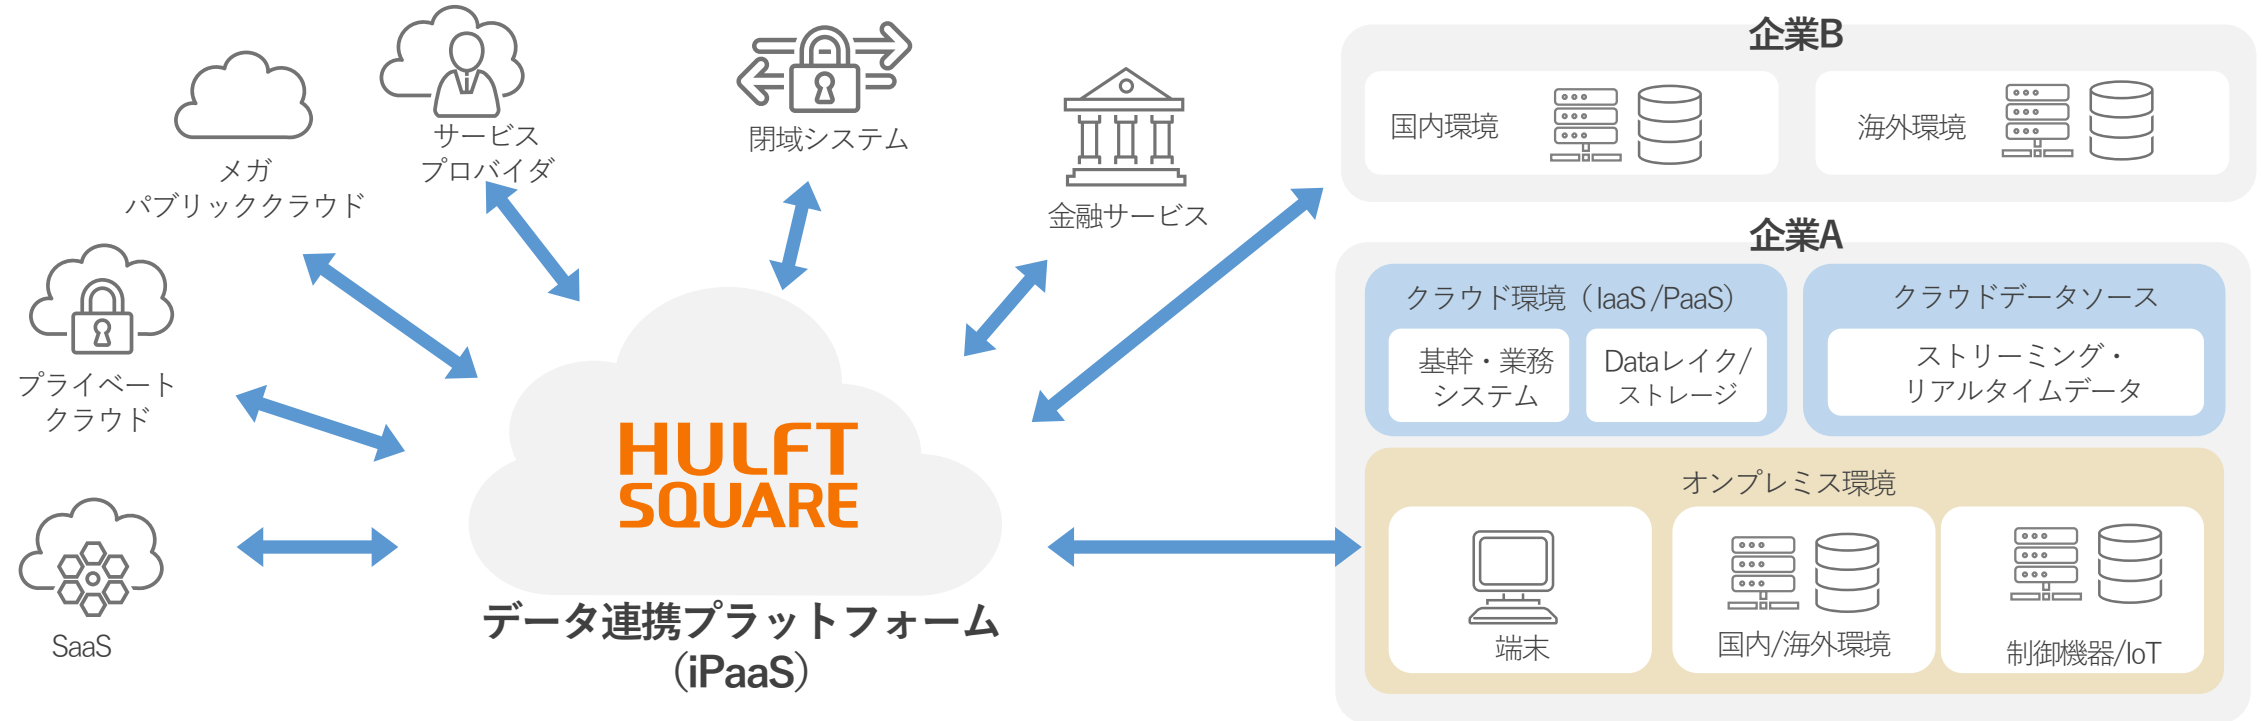 サービス
プロバイダ
メガ
パブリッククラウド
閉域システム
金融サービス
プライベート
クラウド
SaaS
HULFT
SQUARE
データ連携プラットフォーム
（iPaaS）
企業B
国内環境
海外環境
企業A
クラウド環境（IaaS/PaaS）
基幹・業務
システム
Dataレイク/
ストレージ
クラウドデータソース
ストリーミング・
リアルタイムデータ
オンプレミス環境
端末
国内/海外環境
制御機器/IoT